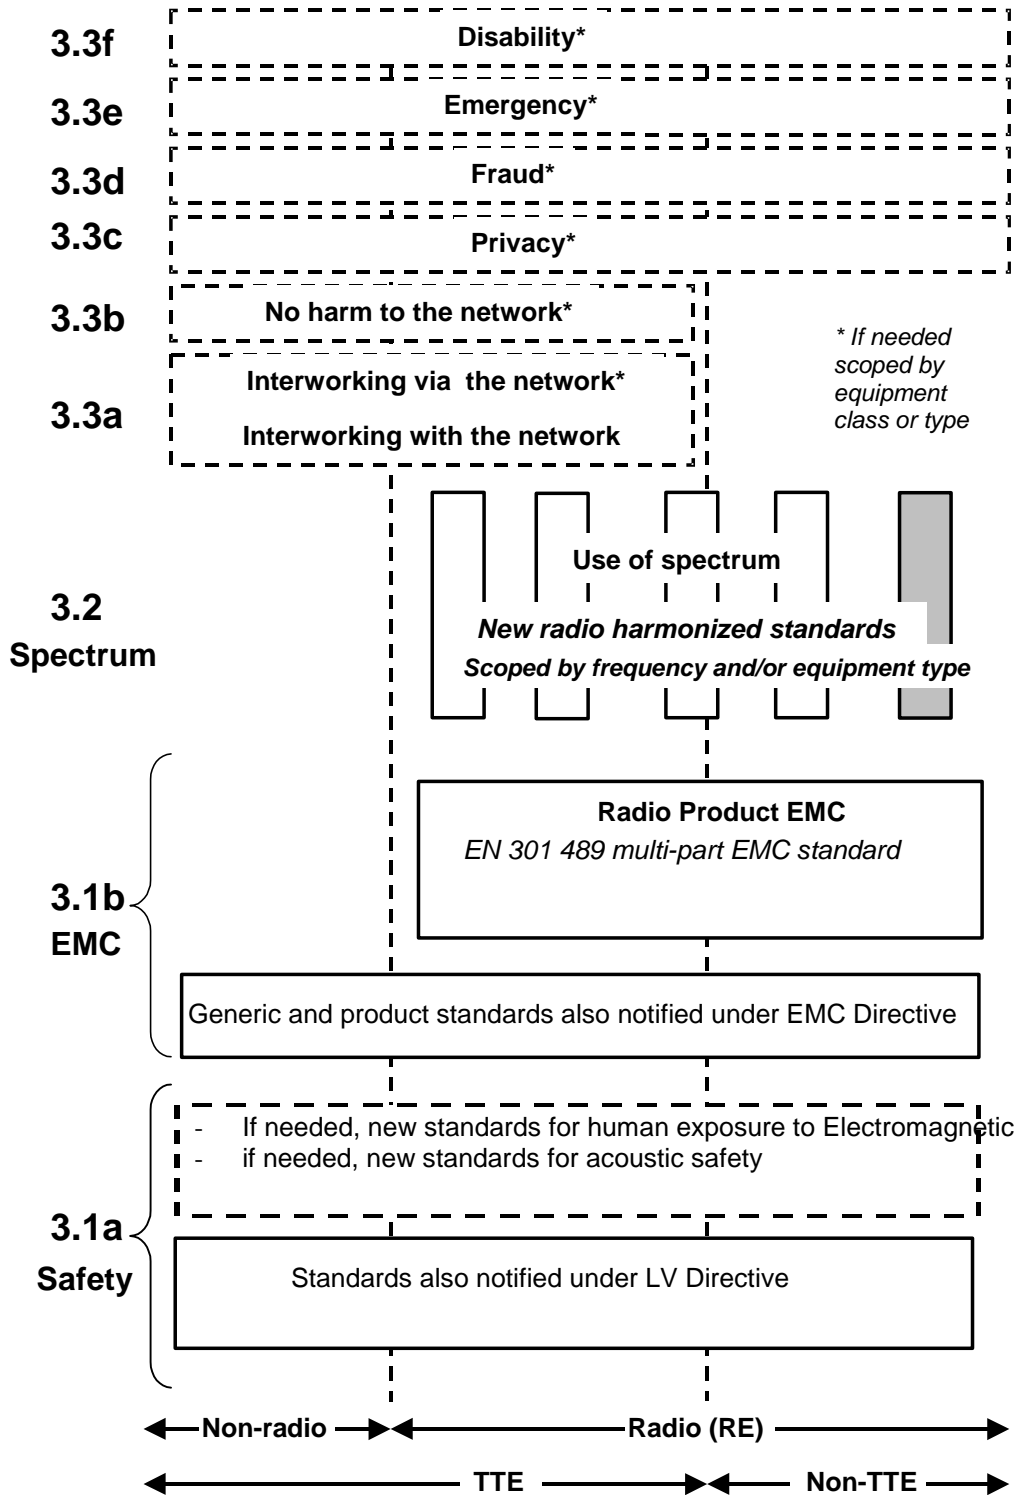 3.3f
Disability*
3.3e
Emergency*
3.3d
Fraud*
3.3c
Privacy*
3.3b
No harm to the network*
3.3a
Interworking via the network*
Interworking with the network
* If needed
scoped by
equipment
class or type
3.2
Spectrum
Use of spectrum
New radio harmonized standards
Scoped by frequency and/or equipment type
3.1b
EMC
Radio Product EMC
EN 301 489 multi-part EMC standard
Generic and product standards also notified under EMC Directive
3.1a
Safety
- If needed, new standards for human exposure to Electromagnetic
- if needed, new standards for acoustic safety
Standards also notified under LV Directive
Non-radio
Radio (RE)
TTE
Non-TTE